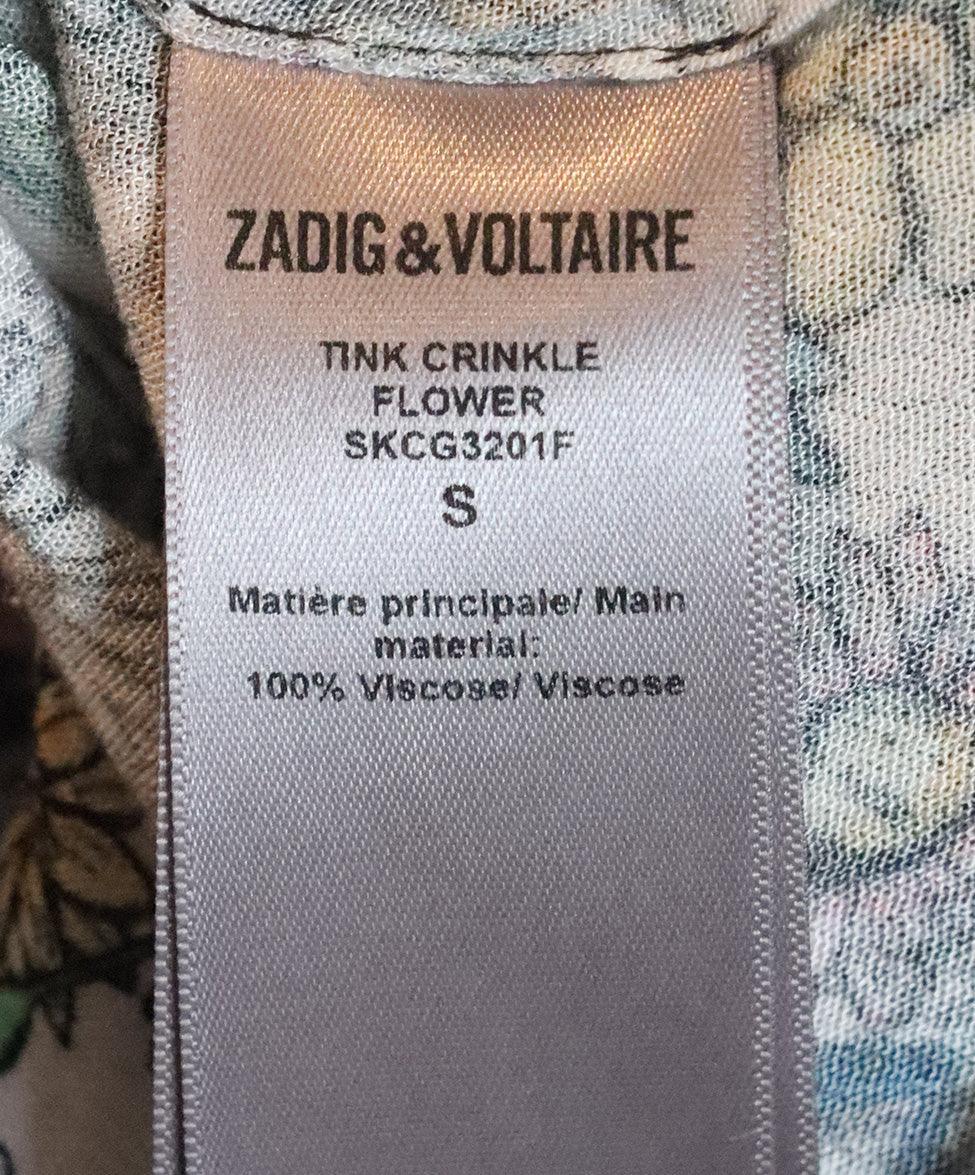 ZADIG&VOLTAIRE
TINK CRINKLE
FLOWER
SKCG3201F
S
Matière principale/ Main
material:
100% Viscose/ Viscose